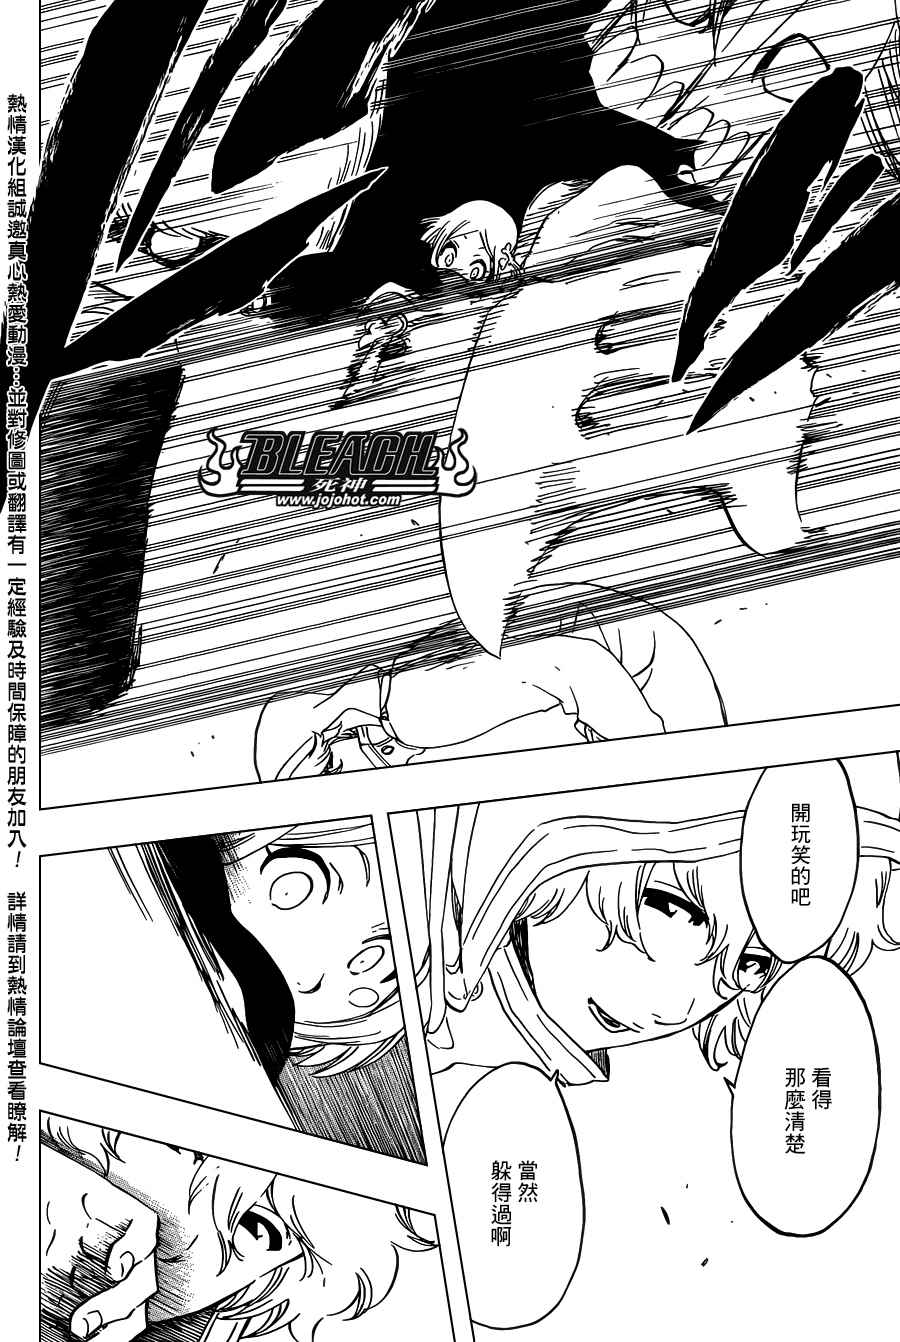 熱情漢化組誠邀真心熱愛動漫…並對修圖或翻譯有一定經驗及時間保障的朋友加入！ 詳情請到熱情論壇查看瞭解！
BLEACH
死神
www.jojohot.com
開玩笑的吧
看得
那麼清楚
當然
躲得過啊